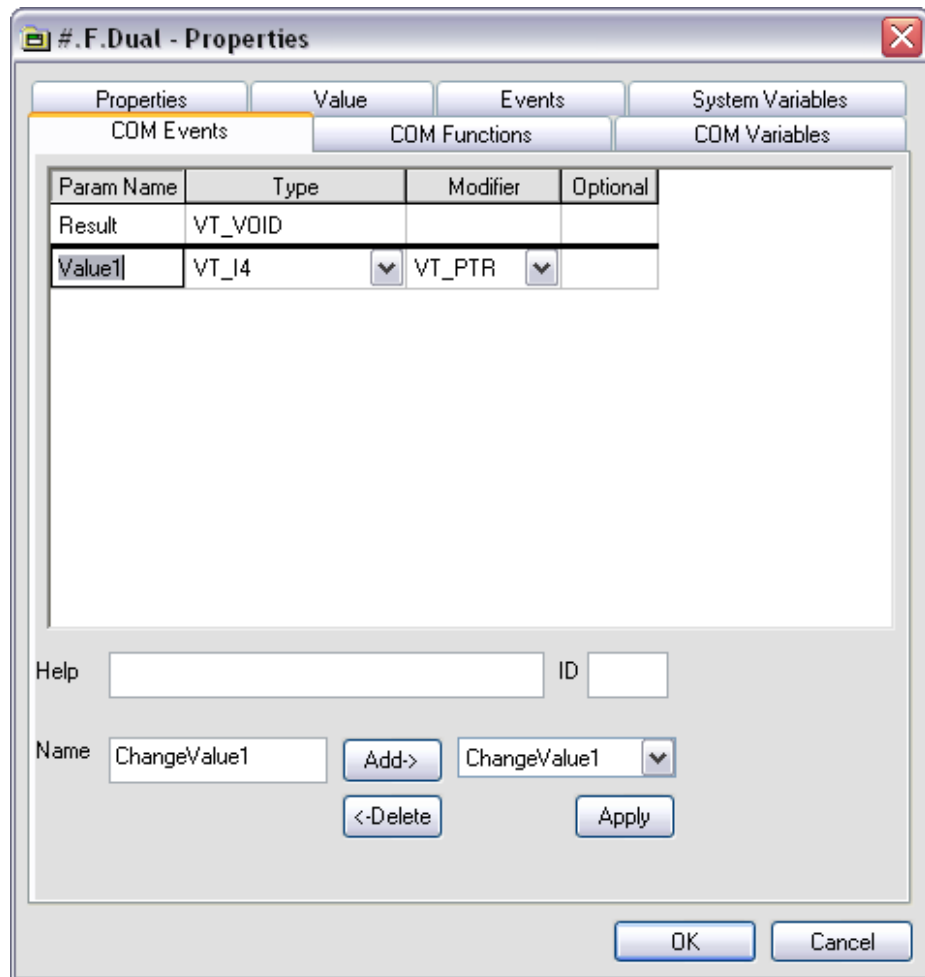 #.F.Dual - Properties
Properties Value Events System Variables
COM Events COM Functions COM Variables
Param Name Type Modifier Optional
Result VT_VOID
Value1 VT_I4 VT_PTR
Help ID
Name ChangeValue1 Add-> ChangeValue1
<-Delete Apply
OK Cancel